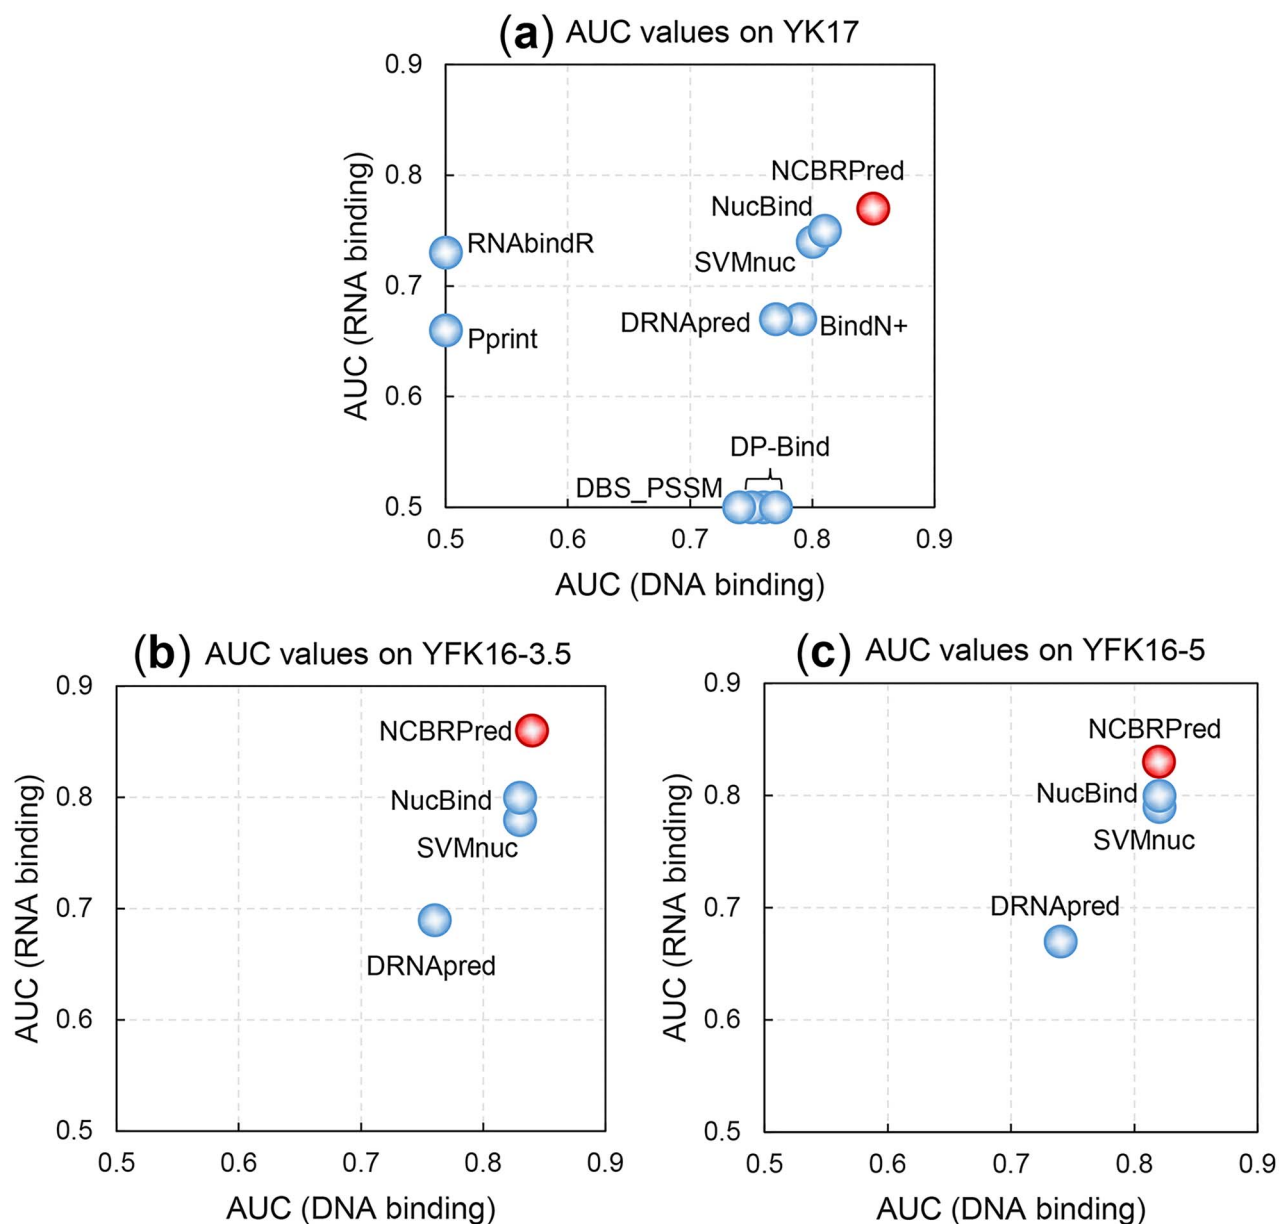 (a) AUC values on YK17
0.9
0.8
0.7
0.6
0.5
AUC (RNA binding)
NCBRPred
NucBind
SVMnuc
RNAbindR
Pprint
DRNApred
BindN+
DP-Bind
DBS_PSSM
0.5 0.6 0.7 0.8 0.9
AUC (DNA binding)
(b) AUC values on YFK16-3.5
0.9
0.8
0.7
0.6
0.5
AUC (RNA binding)
NCBRPred
NucBind
SVMnuc
DRNApred
0.5 0.6 0.7 0.8 0.9
AUC (DNA binding)
(c) AUC values on YFK16-5
0.9
0.8
0.7
0.6
0.5
AUC (RNA binding)
NCBRPred
NucBind
SVMnuc
DRNApred
0.5 0.6 0.7 0.8 0.9
AUC (DNA binding)